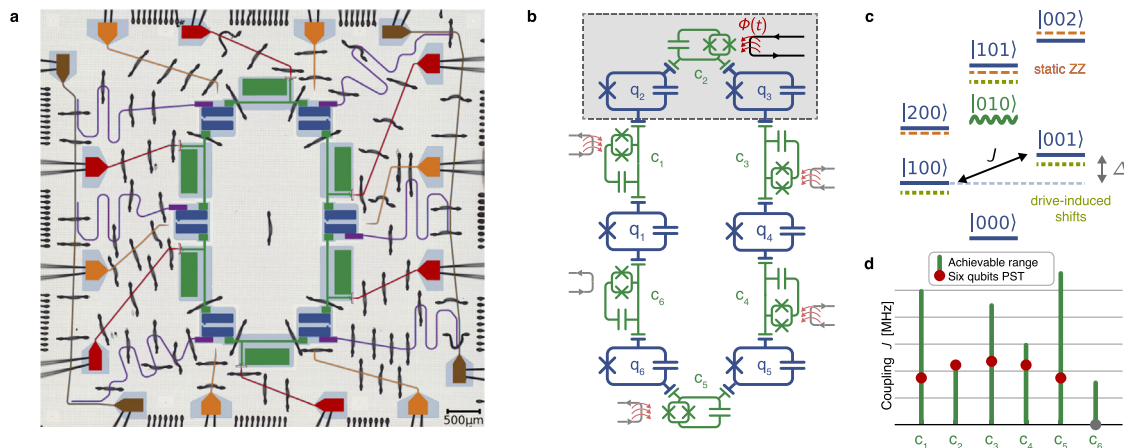 a
500μm
b
Φ(t)
c₂
q₂
q₃
c₁
c₃
q₁
q₄
c₆
c₄
q₆
q₅
c₅
c
|002⟩
|101⟩
static ZZ
|200⟩
|010⟩
|001⟩
|100⟩
J
Δ
drive-induced
shifts
|000⟩
d
Achievable range
Six qubits PST
Coupling J [MHz]
c₁ c₂ c₃ c₄ c₅ c₆